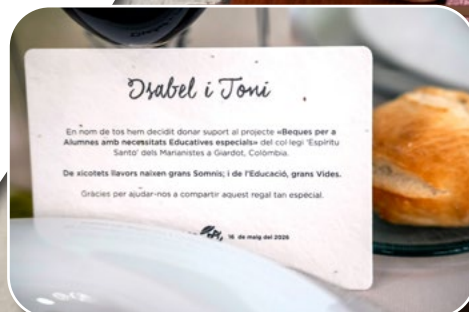 Isabel i Toni
En nom de tos hem decidit donar suport al projecte «Beques per a
Alumnes amb necessitats Educatives especials» del col·legi 'Espíritu
Santo' dels Marianistes a Giardot, Colòmbia.
De xicotets llavors naixen grans Somnis; i de l'Educació, grans Vides.
Gràcies per ajudar-nos a compartir aquest regal tan especial.
16 de maig del 2025